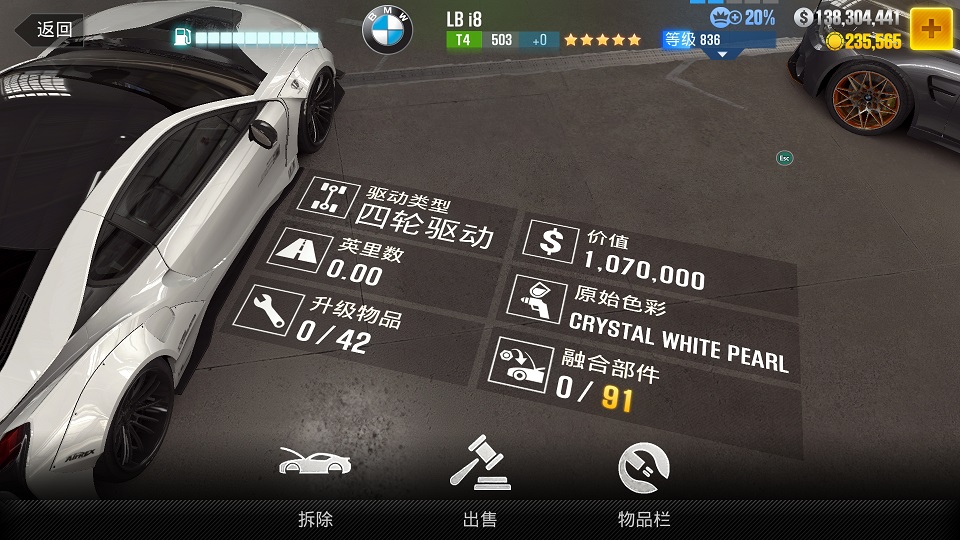 返回
BMW
LB i8
T4 503 +0
等级 836
20%
138,304,441
235,565
Esc
驱动类型
四轮驱动
英里数
0.00
升级物品
0/42
价值
1,070,000
原始色彩
CRYSTAL WHITE PEARL
融合部件
0/91
AIRREX
拆除
出售
物品栏